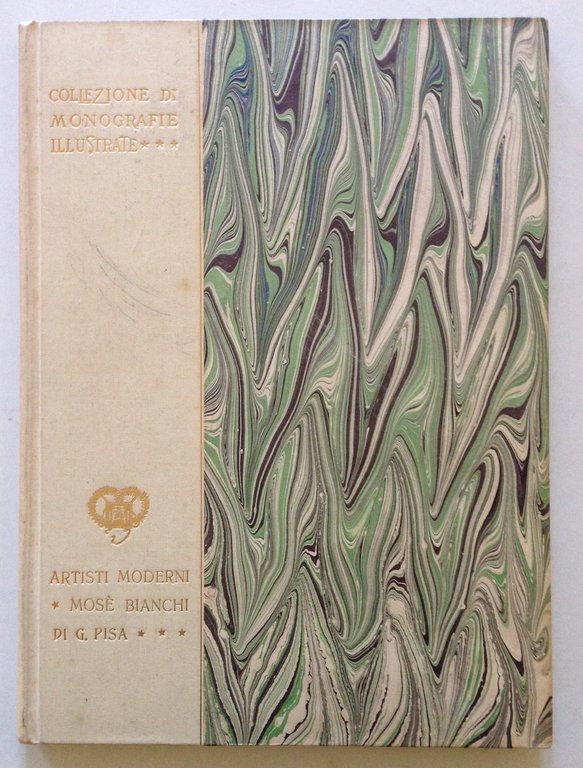 COLLEZIONE DI
MONOGRAFIE
ILLUSTRATE ★ ★ ★
ARTISTI MODERNI
★ MOSÈ BIANCHI
DI G. PISA ★ ★ ★